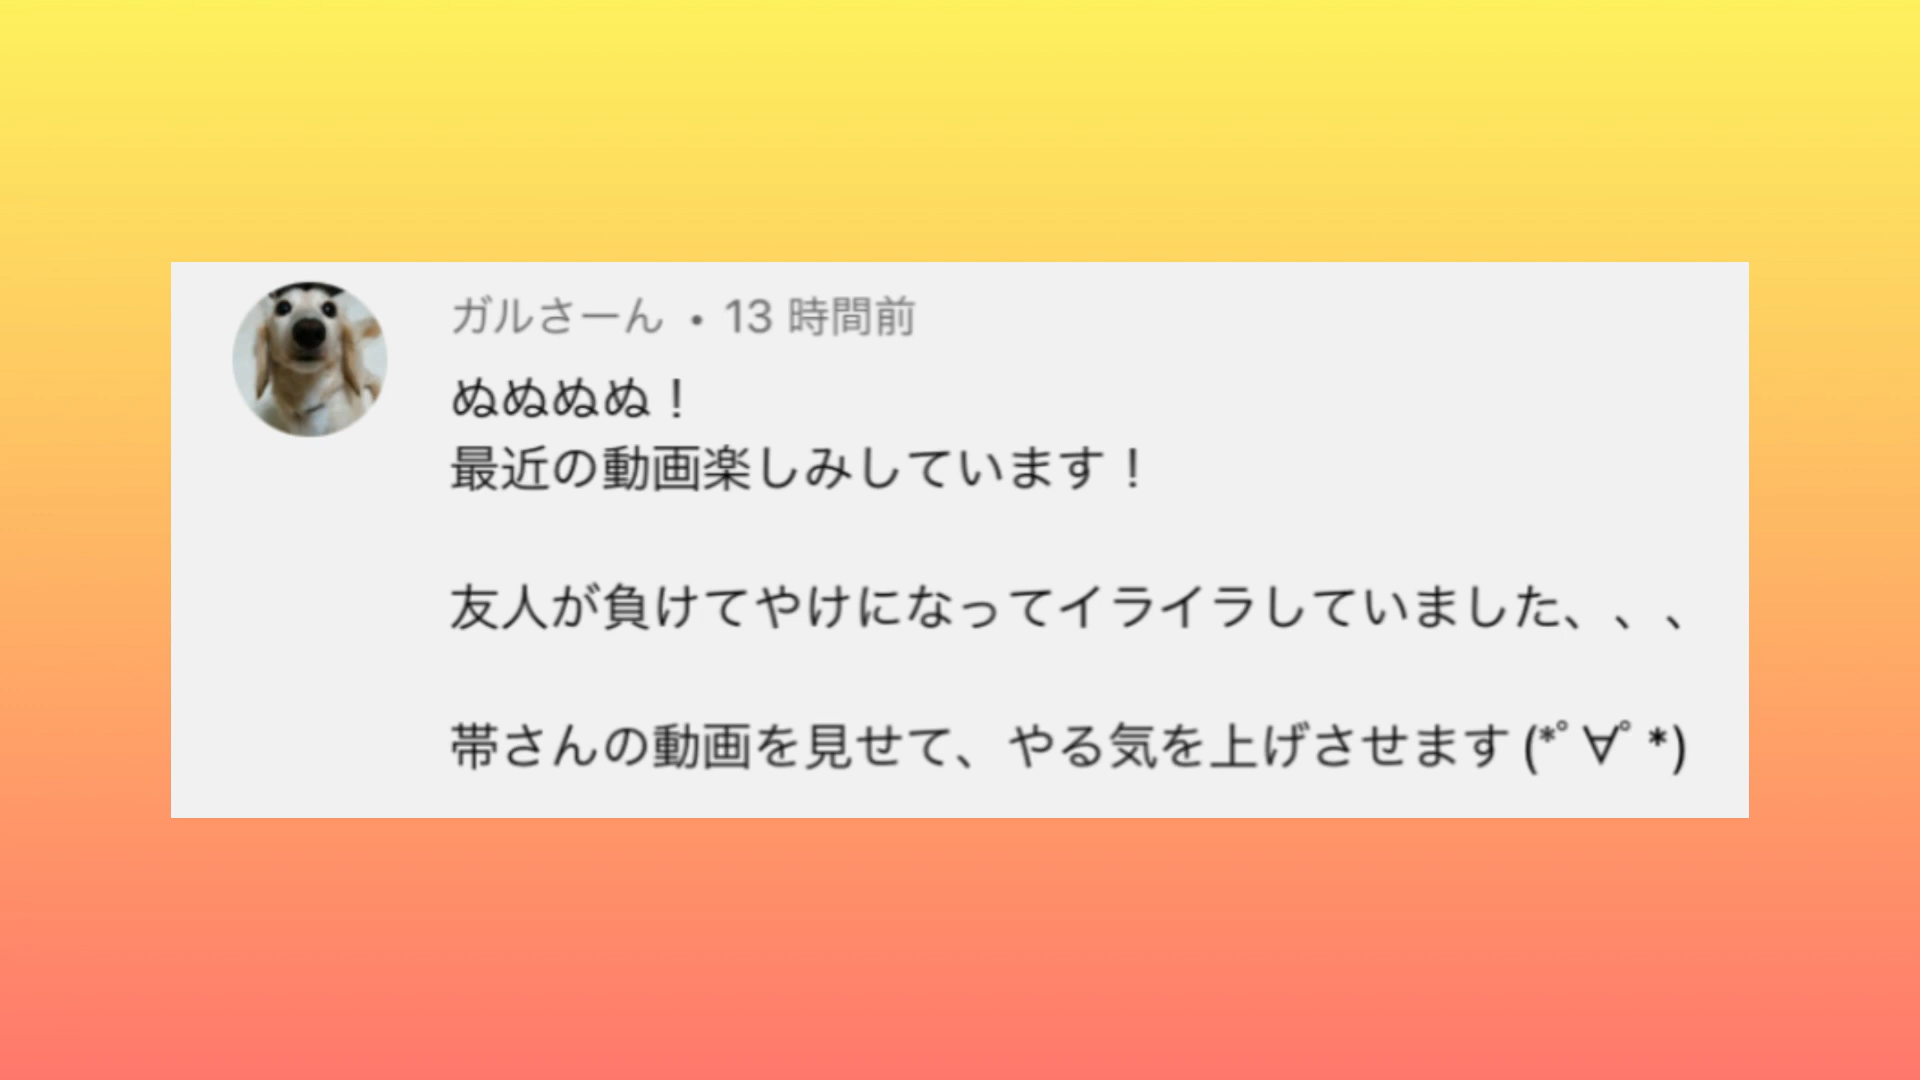 ガルさーん • 13 時間前
ぬぬぬぬ！
最近の動画楽しみしています！
友人が負けてやけになってイライラしていました、、、
帯さんの動画を見せて、やる気を上げさせます (*ﾟ∀ﾟ*)